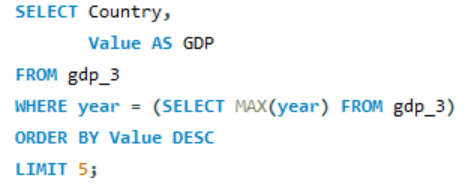 SELECT Country,
       Value AS GDP
FROM gdp_3
WHERE year = (SELECT MAX(year) FROM gdp_3)
ORDER BY Value DESC
LIMIT 5;